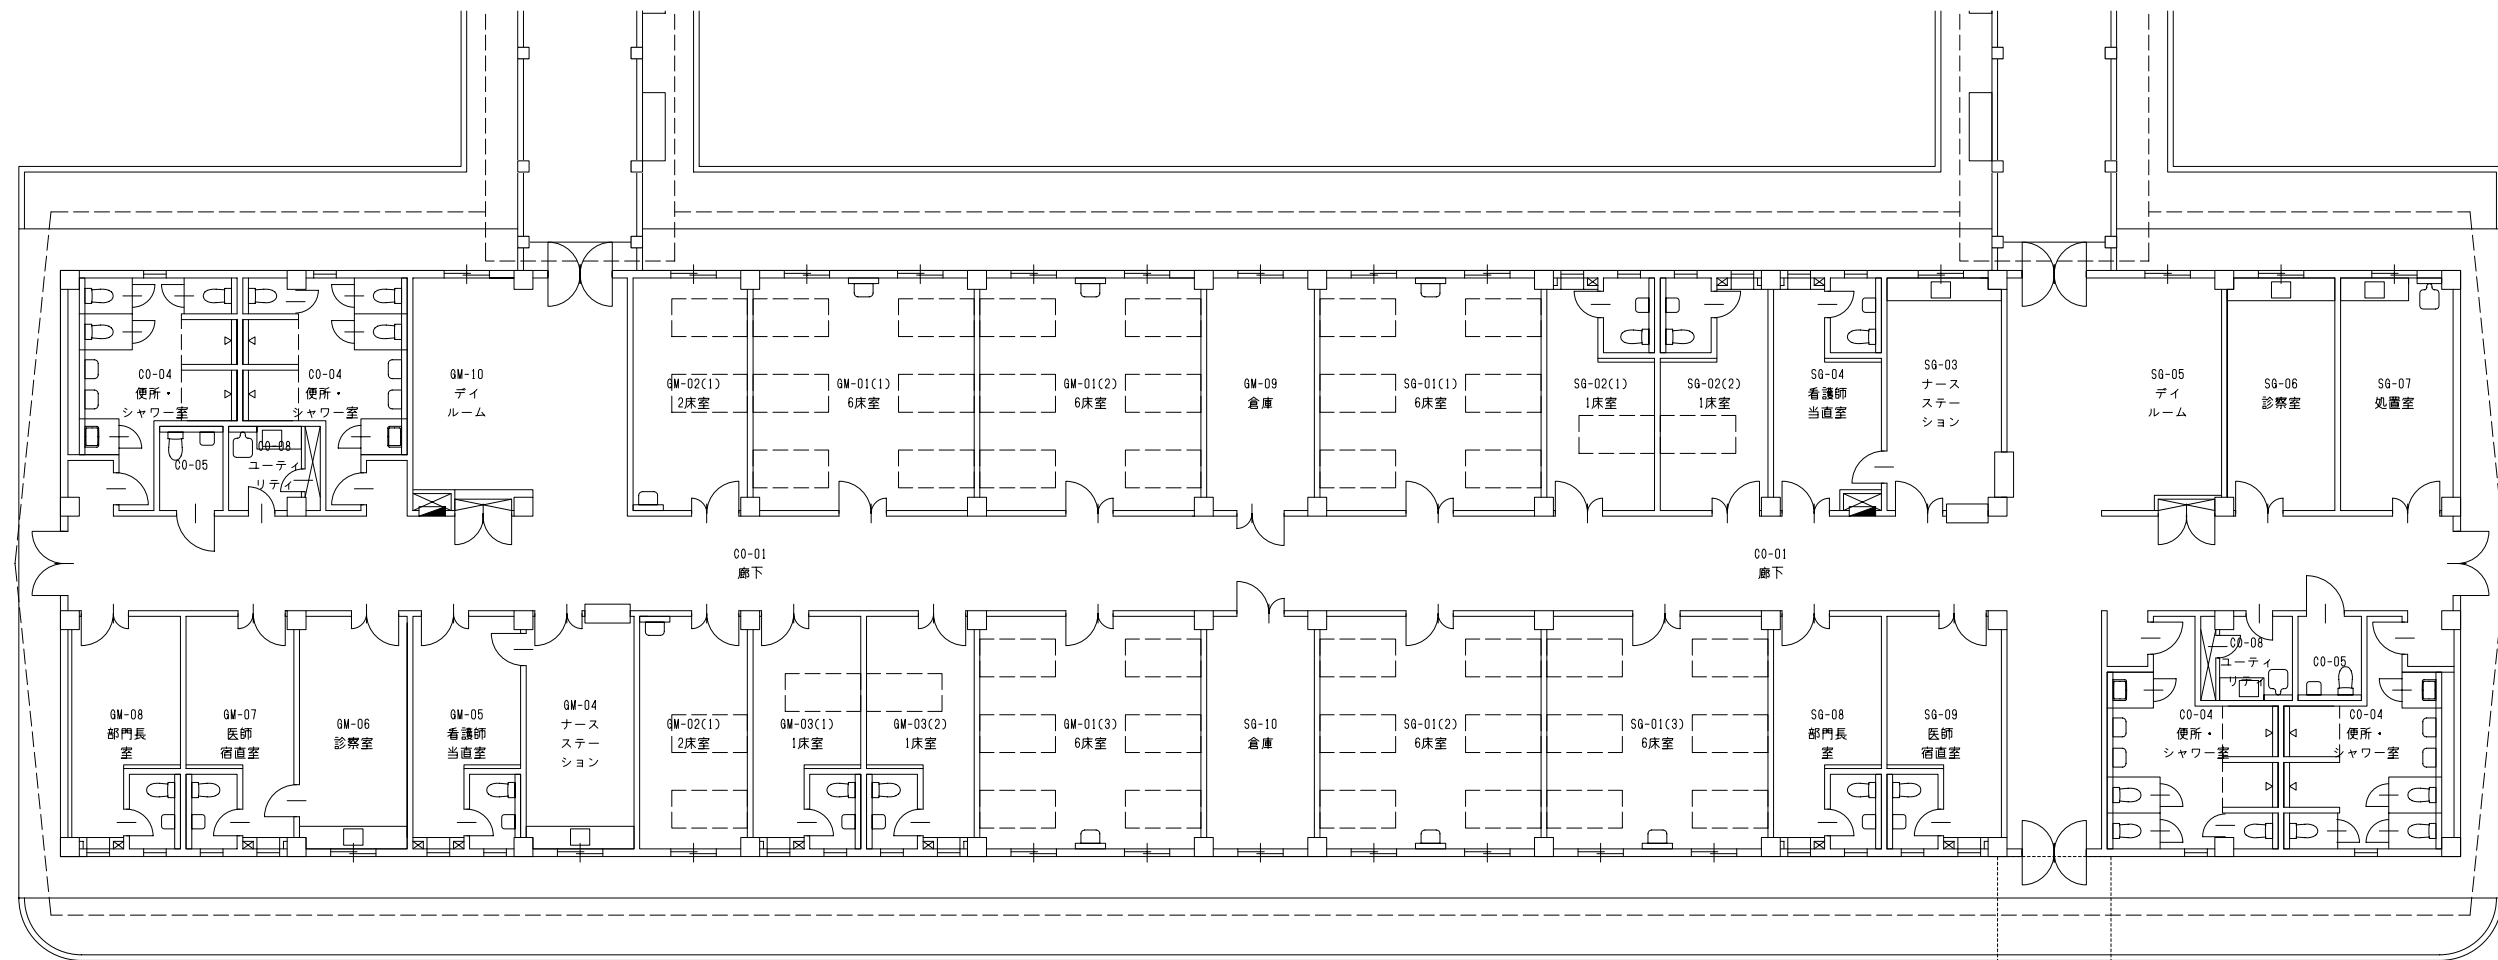 CO-04
便所・
シャワー室
CO-04
便所・
シャワー室
GM-10
デイ
ルーム
GM-02(1)
2床室
GM-01(1)
6床室
GM-01(2)
6床室
GM-09
倉庫
SG-01(1)
6床室
SG-02(1)
1床室
SG-02(2)
1床室
SG-04
看護師
当直室
SG-03
ナース
ステー
ション
SG-05
デイ
ルーム
SG-06
診察室
SG-07
処置室
CO-05
CO-08
ユーティ
リティ
CO-01
廊下
CO-01
廊下
GM-08
部門長
室
GM-07
医師
宿直室
GM-06
診察室
GM-05
看護師
当直室
GM-04
ナース
ステー
ション
GM-02(1)
2床室
GM-03(1)
1床室
GM-03(2)
1床室
GM-01(3)
6床室
SG-10
倉庫
SG-01(2)
6床室
SG-01(3)
6床室
SG-08
部門長
室
SG-09
医師
宿直室
CO-08
ユーティ
リティ
CO-05
CO-04
便所・
シャワー室
CO-04
便所・
シャワー室